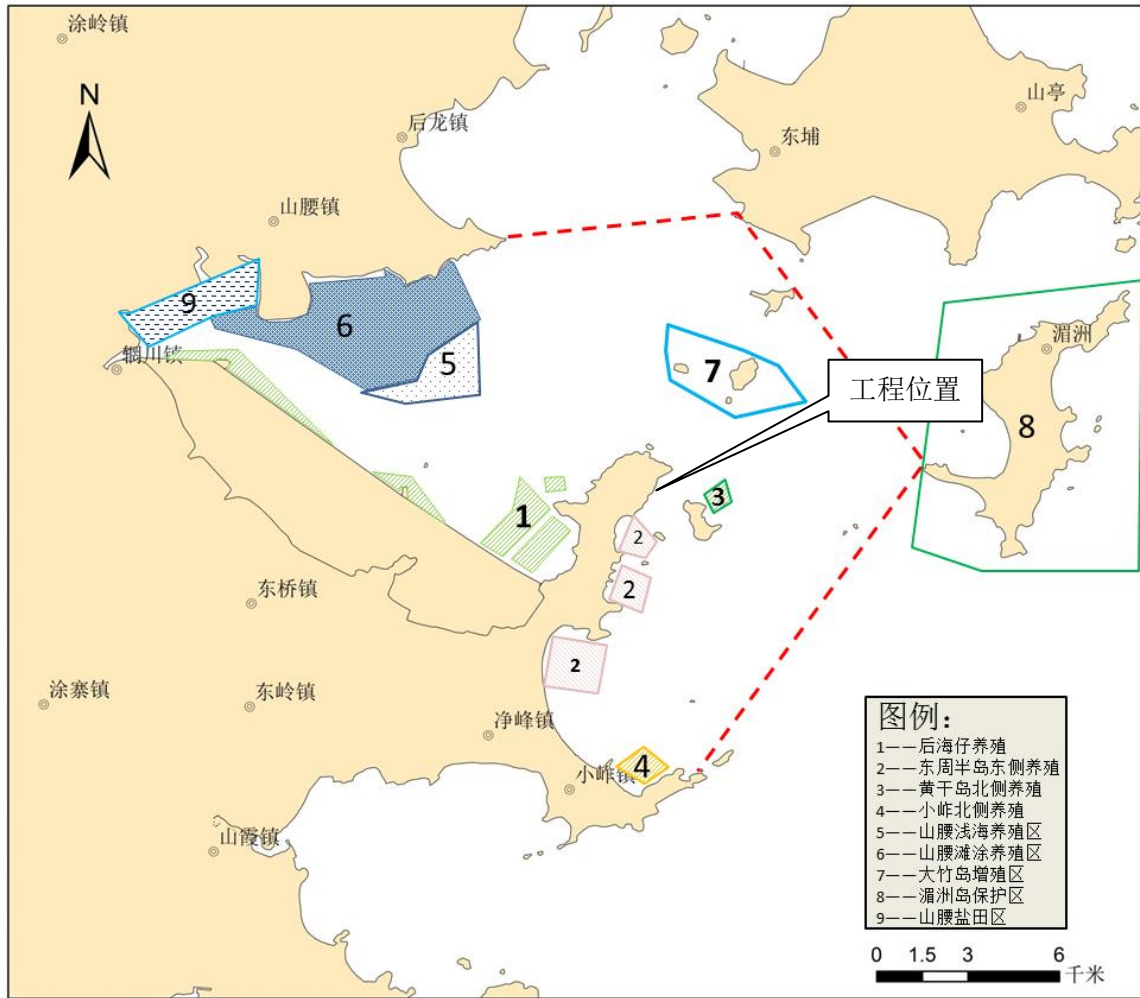 涂岭镇
N
后龙镇
东埔
山亭
山腰镇
9
6
5
辋川镇
7
湄洲
工程位置
8
1
3
2
2
东桥镇
2
涂寨镇
东岭镇
净峰镇
4
小岞镇
山霞镇
图例：
1——后海仔养殖
2——东周半岛东侧养殖
3——黄干岛北侧养殖
4——小岞北侧养殖
5——山腰浅海养殖区
6——山腰滩涂养殖区
7——大竹岛增殖区
8——湄洲岛保护区
9——山腰盐田区
0 1.5 3 6
千米